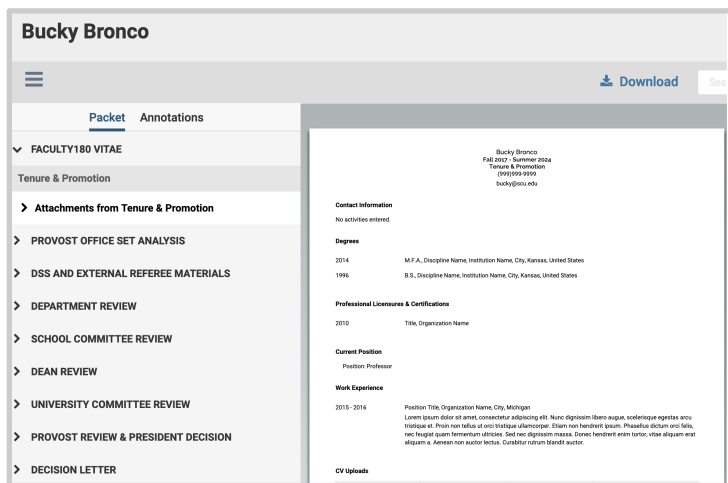 Bucky Bronco
Download
Sea
Packet Annotations
FACULTY180 VITAE
Tenure & Promotion
Attachments from Tenure & Promotion
PROVOST OFFICE SET ANALYSIS
DSS AND EXTERNAL REFEREE MATERIALS
DEPARTMENT REVIEW
SCHOOL COMMITTEE REVIEW
DEAN REVIEW
UNIVERSITY COMMITTEE REVIEW
PROVOST REVIEW & PRESIDENT DECISION
DECISION LETTER
Bucky Bronco
Fall 2017 - Summer 2024
Tenure & Promotion
(999)999-9999
bucky@scu.edu
Contact Information
No activities entered.
Degrees
2014 M.F.A., Discipline Name, Institution Name, City, Kansas, United States
1996 B.S., Discipline Name, Institution Name, City, Kansas, United States
Professional Licensures & Certifications
2010 Title, Organization Name
Current Position
Position: Professor
Work Experience
2015 - 2016 Position Title, Organization Name, City, Michigan
Lorem ipsum dolor sit amet, consectetur adipiscing elit. Nunc dignissim libero augue, scelerisque egestas arcu
tristique et. Proin non tellus ut orci tristique ullamcorper. Etiam non hendrerit ipsum. Phasellus dictum orci felis,
nec feugiat quam fermentum ultricies. Sed nec dignissim massa. Donec hendrerit enim tortor, vitae aliquam erat
aliquam a. Aenean non auctor lectus. Curabitur rutrum blandit auctor.
CV Uploads